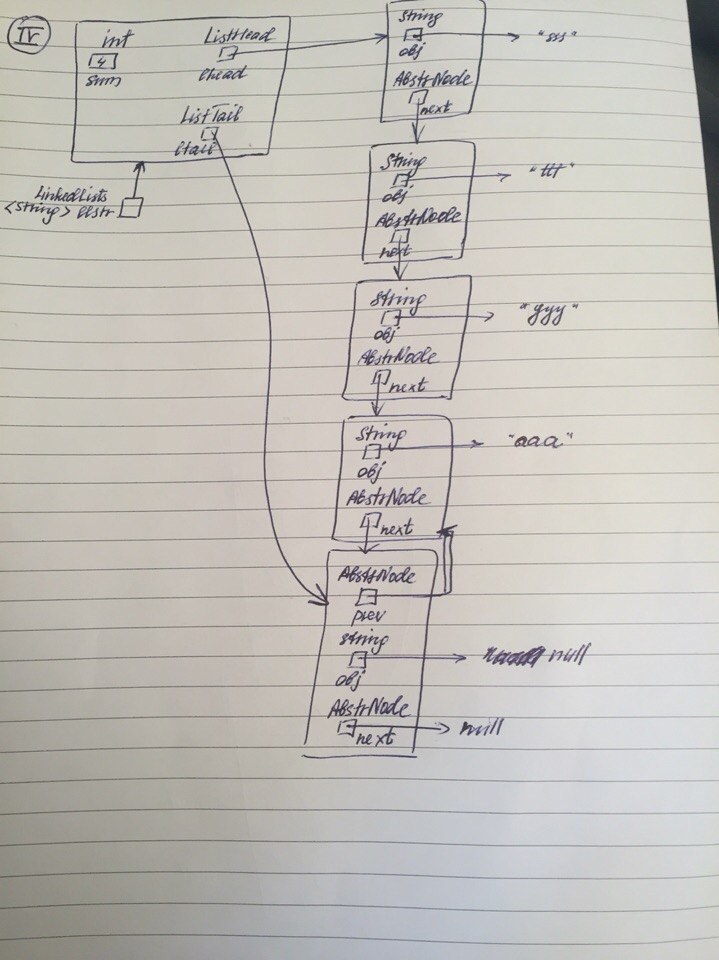 IV
int
4
sum
ListHead
lhead
ListTail
ltail
LinkedLists
<String> llstr
String
obj
"sss"
AbstrNode
next
String
obj
"ttt"
AbstrNode
next
String
obj
"yyy"
AbstrNode
next
String
obj
"aaa"
AbstrNode
next
AbstrNode
prev
String
obj
null
AbstrNode
next
null